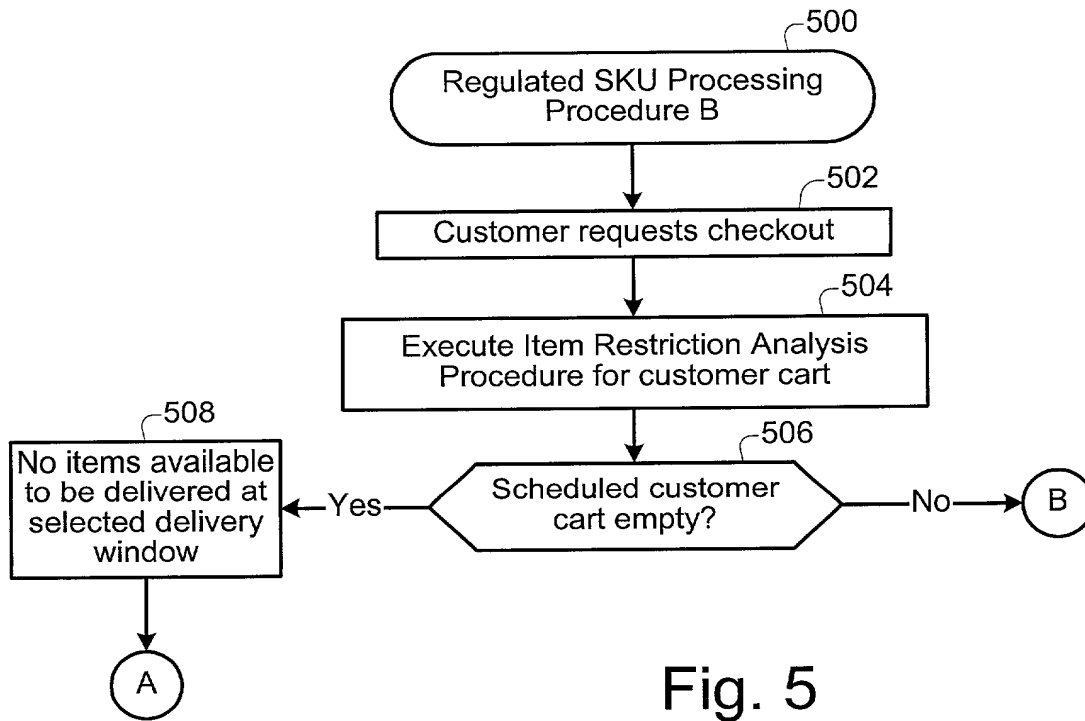 500
Regulated SKU Processing
Procedure B
502
Customer requests checkout
504
Execute Item Restriction Analysis
Procedure for customer cart
508
No items available
to be delivered at
selected delivery
window
506
Scheduled customer
cart empty?
Yes
No
B
A
Fig. 5